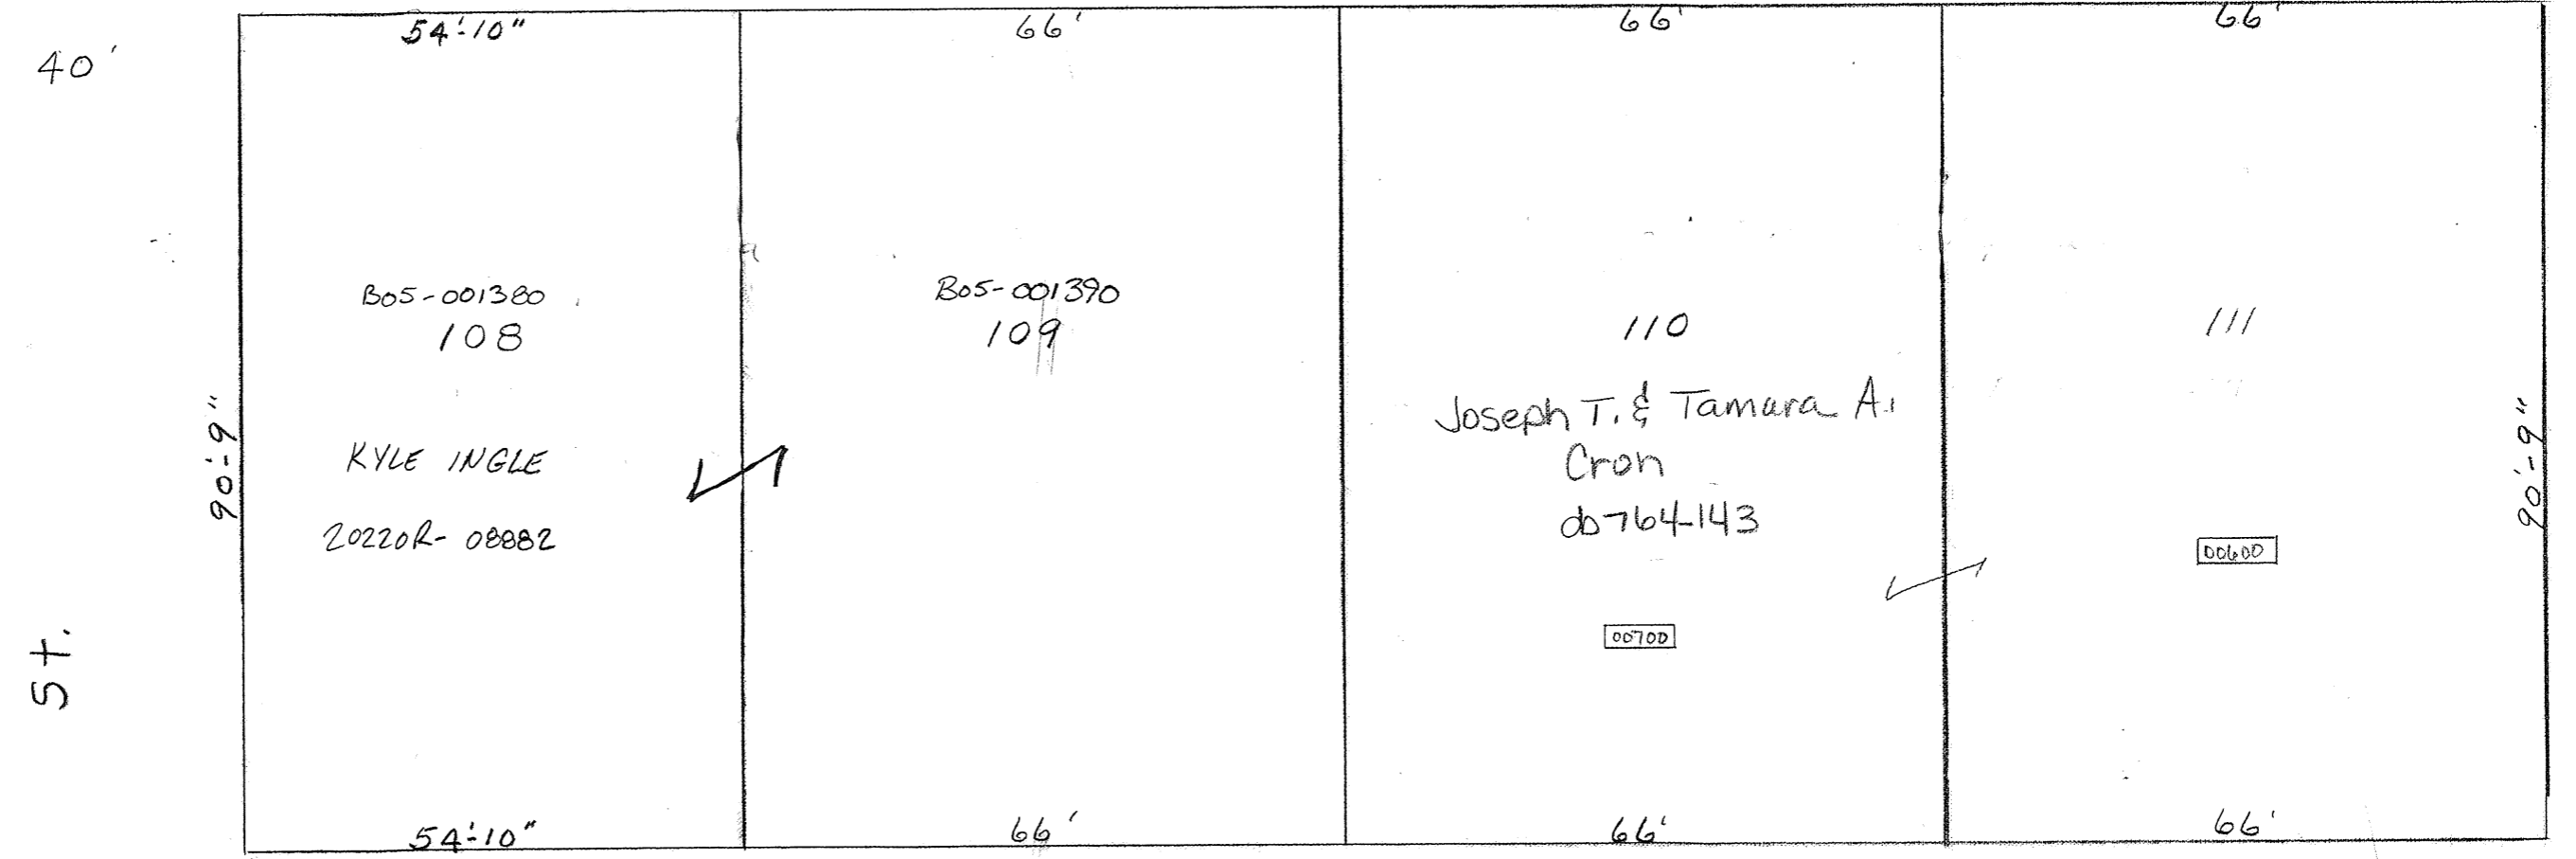 54'-10"
66'
66'
66'
40'
B05-001380
108
B05-001390
109
110
111
90'-9"
KYLE INGLE
20220R-08882
Joseph T. & Tamara A.
Cron
db764-143
00700
00600
90'-9"
St.
54'-10"
66'
66'
66'